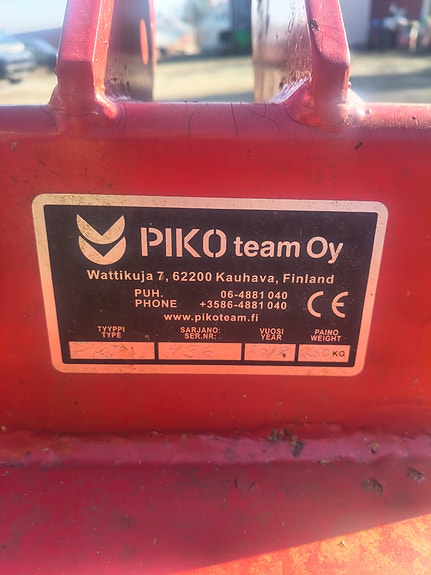 PIKO team Oy
Wattikuja 7, 62200 Kauhava, Finland
PUH. 06-4881 040
PHONE +3586-4881 040
www.pikoteam.fi
CE
TYYPPI SARJANO: VUOSI PAINO
TYPE SER.NR: YEAR WEIGHT
KG